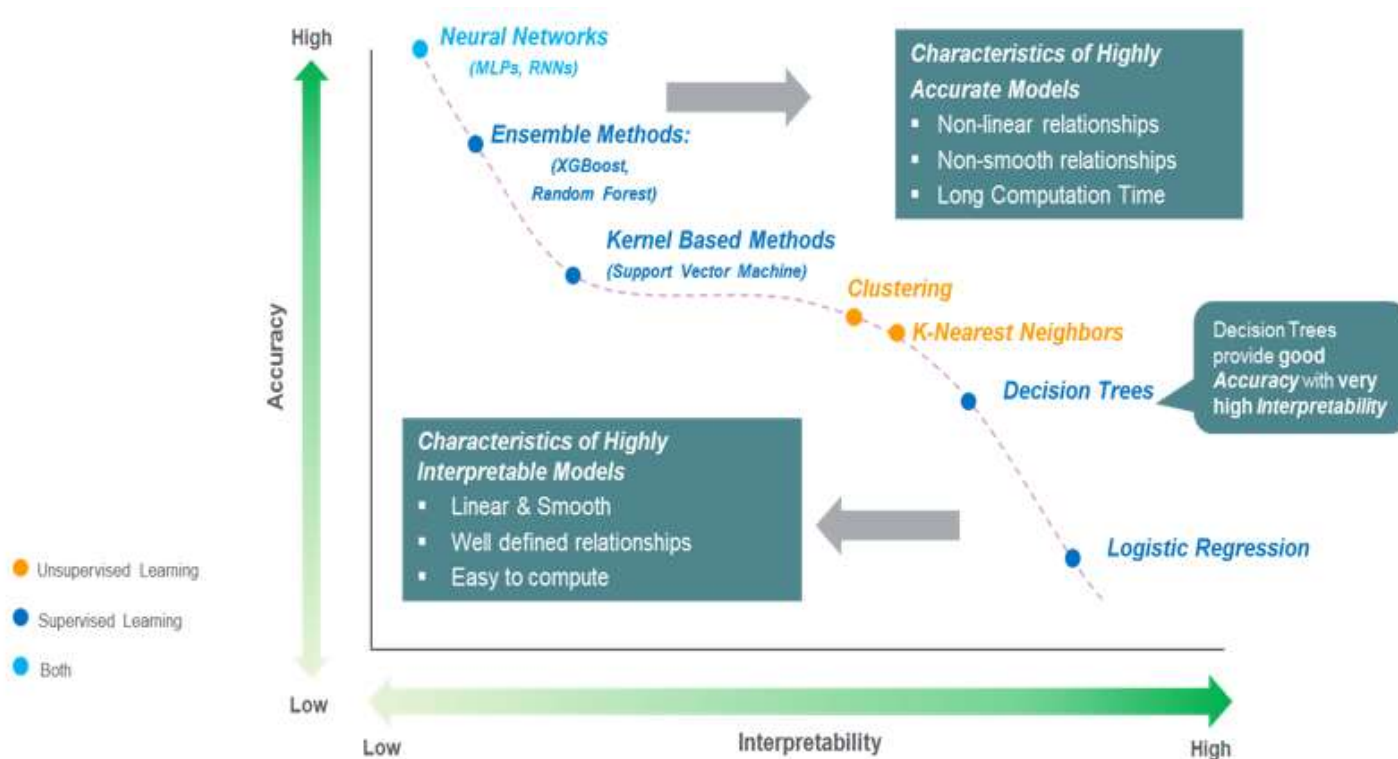 High
Neural Networks
(MLPs, RNNs)
Characteristics of Highly
Accurate Models
▪ Non-linear relationships
▪ Non-smooth relationships
▪ Long Computation Time
Ensemble Methods:
(XGBoost,
Random Forest)
Kernel Based Methods
(Support Vector Machine)
Clustering
K-Nearest Neighbors
Decision Trees
Decision Trees
provide good
Accuracy with very
high Interpretability
Accuracy
Characteristics of Highly
Interpretable Models
▪ Linear & Smooth
▪ Well defined relationships
▪ Easy to compute
Logistic Regression
Unsupervised Learning
Supervised Learning
Both
Low
Low
Interpretability
High